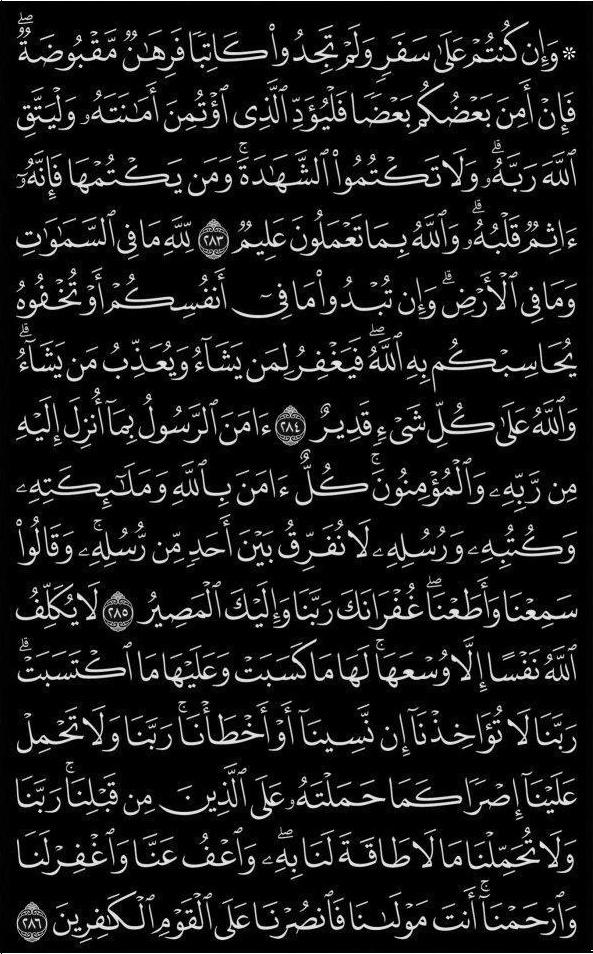 ۞ وَإِن كُنتُمْ عَلَىٰ سَفَرٍ وَلَمْ تَجِدُوا۟ كَاتِبًا فَرِهَٰنٌ مَّقْبُوضَةٌ ۖ
فَإِنْ أَمِنَ بَعْضُكُم بَعْضًا فَلْيُؤَدِّ ٱلَّذِى ٱؤْتُمِنَ أَمَٰنَتَهُۥ وَلْيَتَّقِ
ٱللَّهَ رَبَّهُۥ ۗ وَلَا تَكْتُمُوا۟ ٱلشَّهَٰدَةَ ۚ وَمَن يَكْتُمْهَا فَإِنَّهُۥٓ
ءَاثِمٌ قَلْبُهُۥ ۗ وَٱللَّهُ بِمَا تَعْمَلُونَ عَلِيمٌ ٢٨٣ لِّلَّهِ مَا فِى ٱلسَّمَٰوَٰتِ
وَمَا فِى ٱلْأَرْضِ ۗ وَإِن تُبْدُوا۟ مَا فِىٓ أَنفُسِكُمْ أَوْ تُخْفُوهُ
يُحَاسِبْكُم بِهِ ٱللَّهُ ۖ فَيَغْفِرُ لِمَن يَشَآءُ وَيُعَذِّبُ مَن يَشَآءُ ۗ
وَٱللَّهُ عَلَىٰ كُلِّ شَىْءٍ قَدِيرٌ ٢٨٤ ءَامَنَ ٱلرَّسُولُ بِمَآ أُنزِلَ إِلَيْهِ
مِن رَّبِّهِۦ وَٱلْمُؤْمِنُونَ ۚ كُلٌّ ءَامَنَ بِٱللَّهِ وَمَلَٰٓئِكَتِهِۦ
وَكُتُبِهِۦ وَرُسُلِهِۦ لَا نُفَرِّقُ بَيْنَ أَحَدٍ مِّن رُّسُلِهِۦ ۚ وَقَالُوا۟
سَمِعْنَا وَأَطَعْنَا ۖ غُفْرَانَكَ رَبَّنَا وَإِلَيْكَ ٱلْمَصِيرُ ٢٨٥ لَا يُكَلِّفُ
ٱللَّهُ نَفْسًا إِلَّا وُسْعَهَا ۚ لَهَا مَا كَسَبَتْ وَعَلَيْهَا مَا ٱكْتَسَبَتْ ۗ
رَبَّنَا لَا تُؤَاخِذْنَآ إِن نَّسِينَآ أَوْ أَخْطَأْنَا ۚ رَبَّنَا وَلَا تَحْمِلْ
عَلَيْنَآ إِصْرًا كَمَا حَمَلْتَهُۥ عَلَى ٱلَّذِينَ مِن قَبْلِنَا ۚ رَبَّنَا
وَلَا تُحَمِّلْنَا مَا لَا طَاقَةَ لَنَا بِهِۦ ۖ وَٱعْفُ عَنَّا وَٱغْفِرْ لَنَا
وَٱرْحَمْنَآ ۚ أَنتَ مَوْلَىٰنَا فَٱنصُرْنَا عَلَى ٱلْقَوْمِ ٱلْكَٰفِرِينَ ٢٨٦